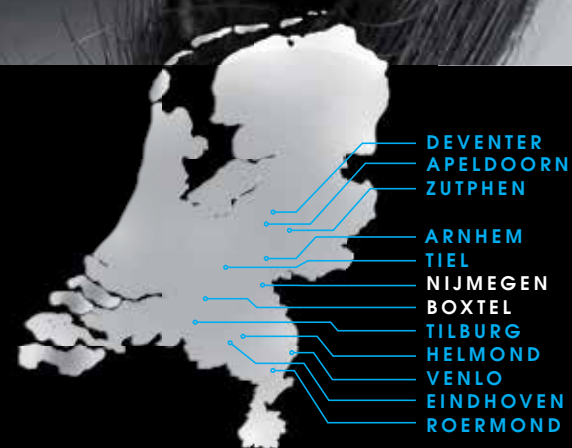 DEVENTER
APELDOORN
ZUTPHEN
ARNHEM
TIEL
NIJMEGEN
BOXTEL
TILBURG
HELMOND
VENLO
EINDHOVEN
ROERMOND